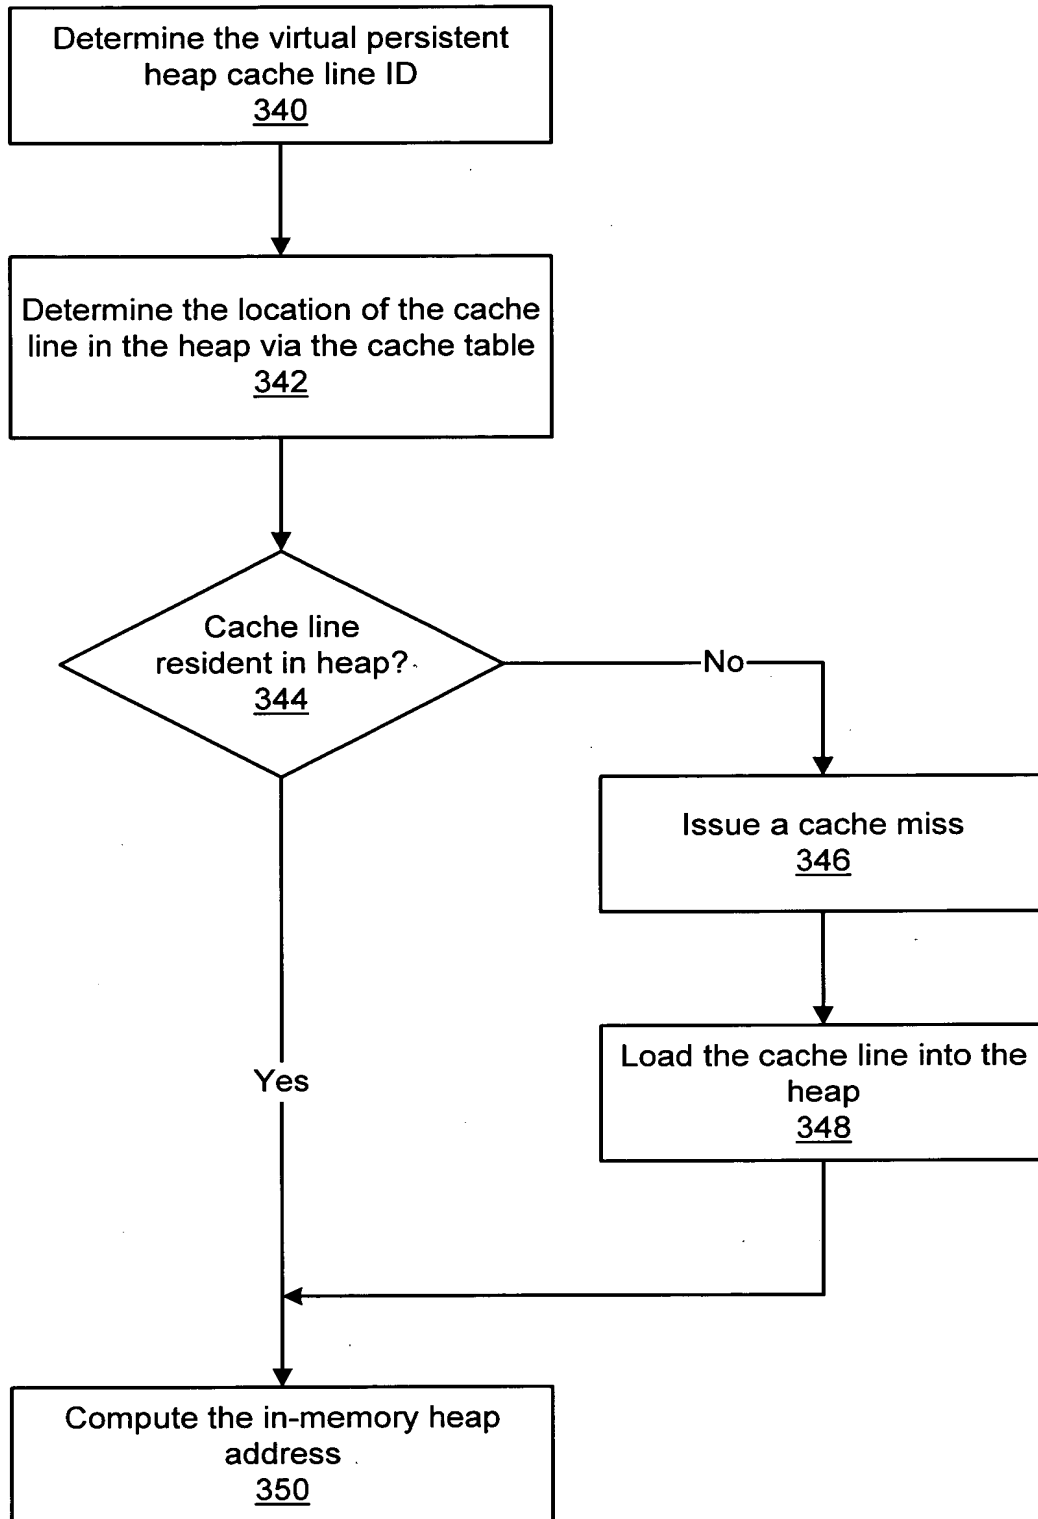 Determine the virtual persistent
heap cache line ID
340
Determine the location of the cache
line in the heap via the cache table
342
Cache line
resident in heap?
344
No
Issue a cache miss
346
Load the cache line into the
heap
348
Yes
Compute the in-memory heap
address
350